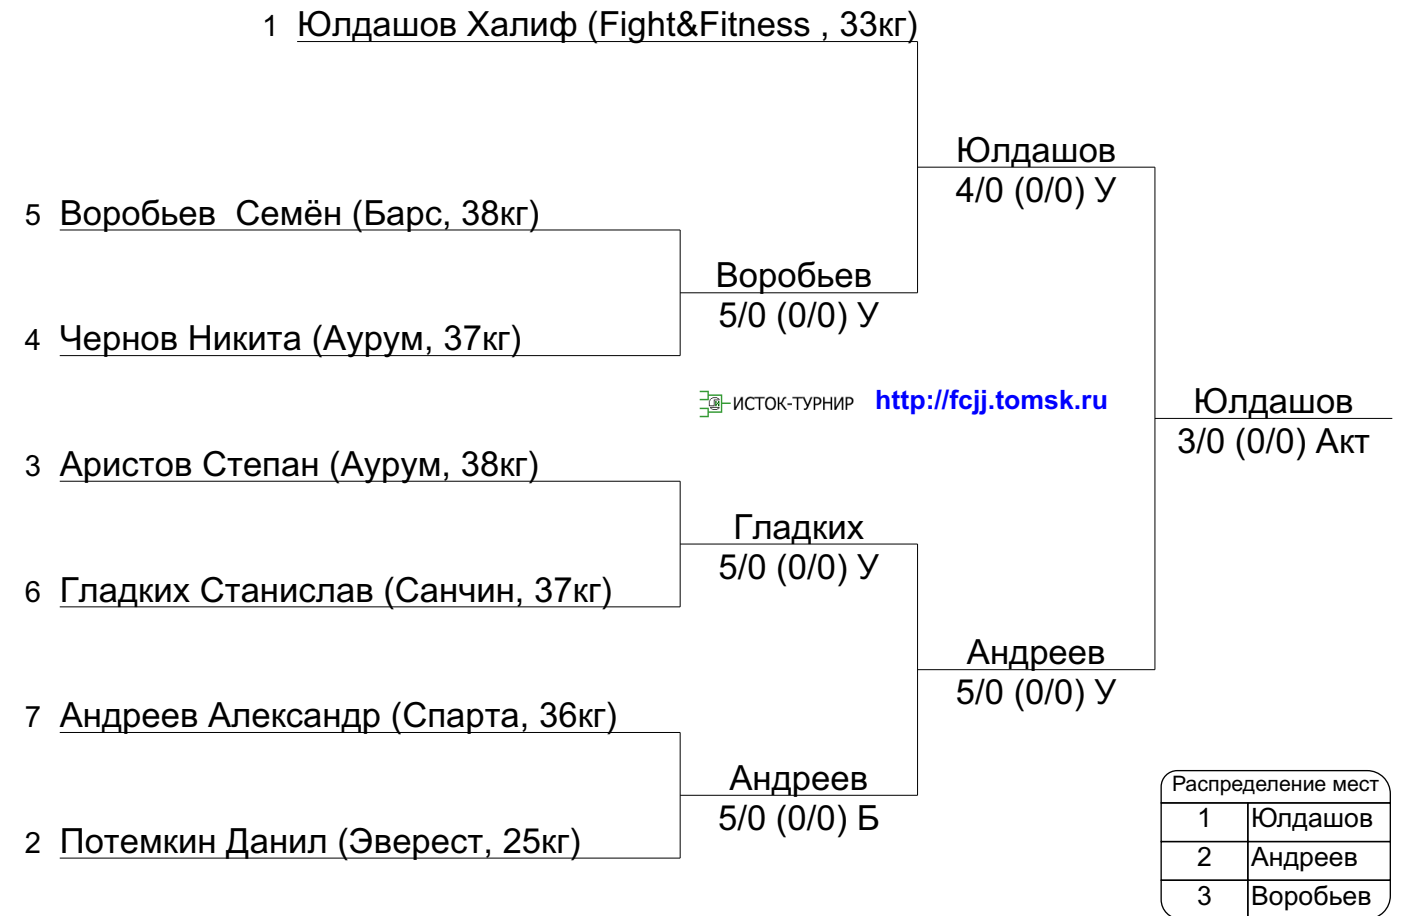 1 Юлдашов Халиф (Fight&Fitness , 33кг)
Юлдашов
4/0 (0/0) У
5 Воробьев  Семён (Барс, 38кг)
Воробьев
5/0 (0/0) У
4 Чернов Никита (Аурум, 37кг)
ИСТОК-ТУРНИР http://fcjj.tomsk.ru
Юлдашов
3/0 (0/0) Акт
3 Аристов Степан (Аурум, 38кг)
Гладких
5/0 (0/0) У
6 Гладких Станислав (Санчин, 37кг)
Андреев
5/0 (0/0) У
7 Андреев Александр (Спарта, 36кг)
Андреев
5/0 (0/0) Б
2 Потемкин Данил (Эверест, 25кг)
Распределение мест
1 Юлдашов
2 Андреев
3 Воробьев